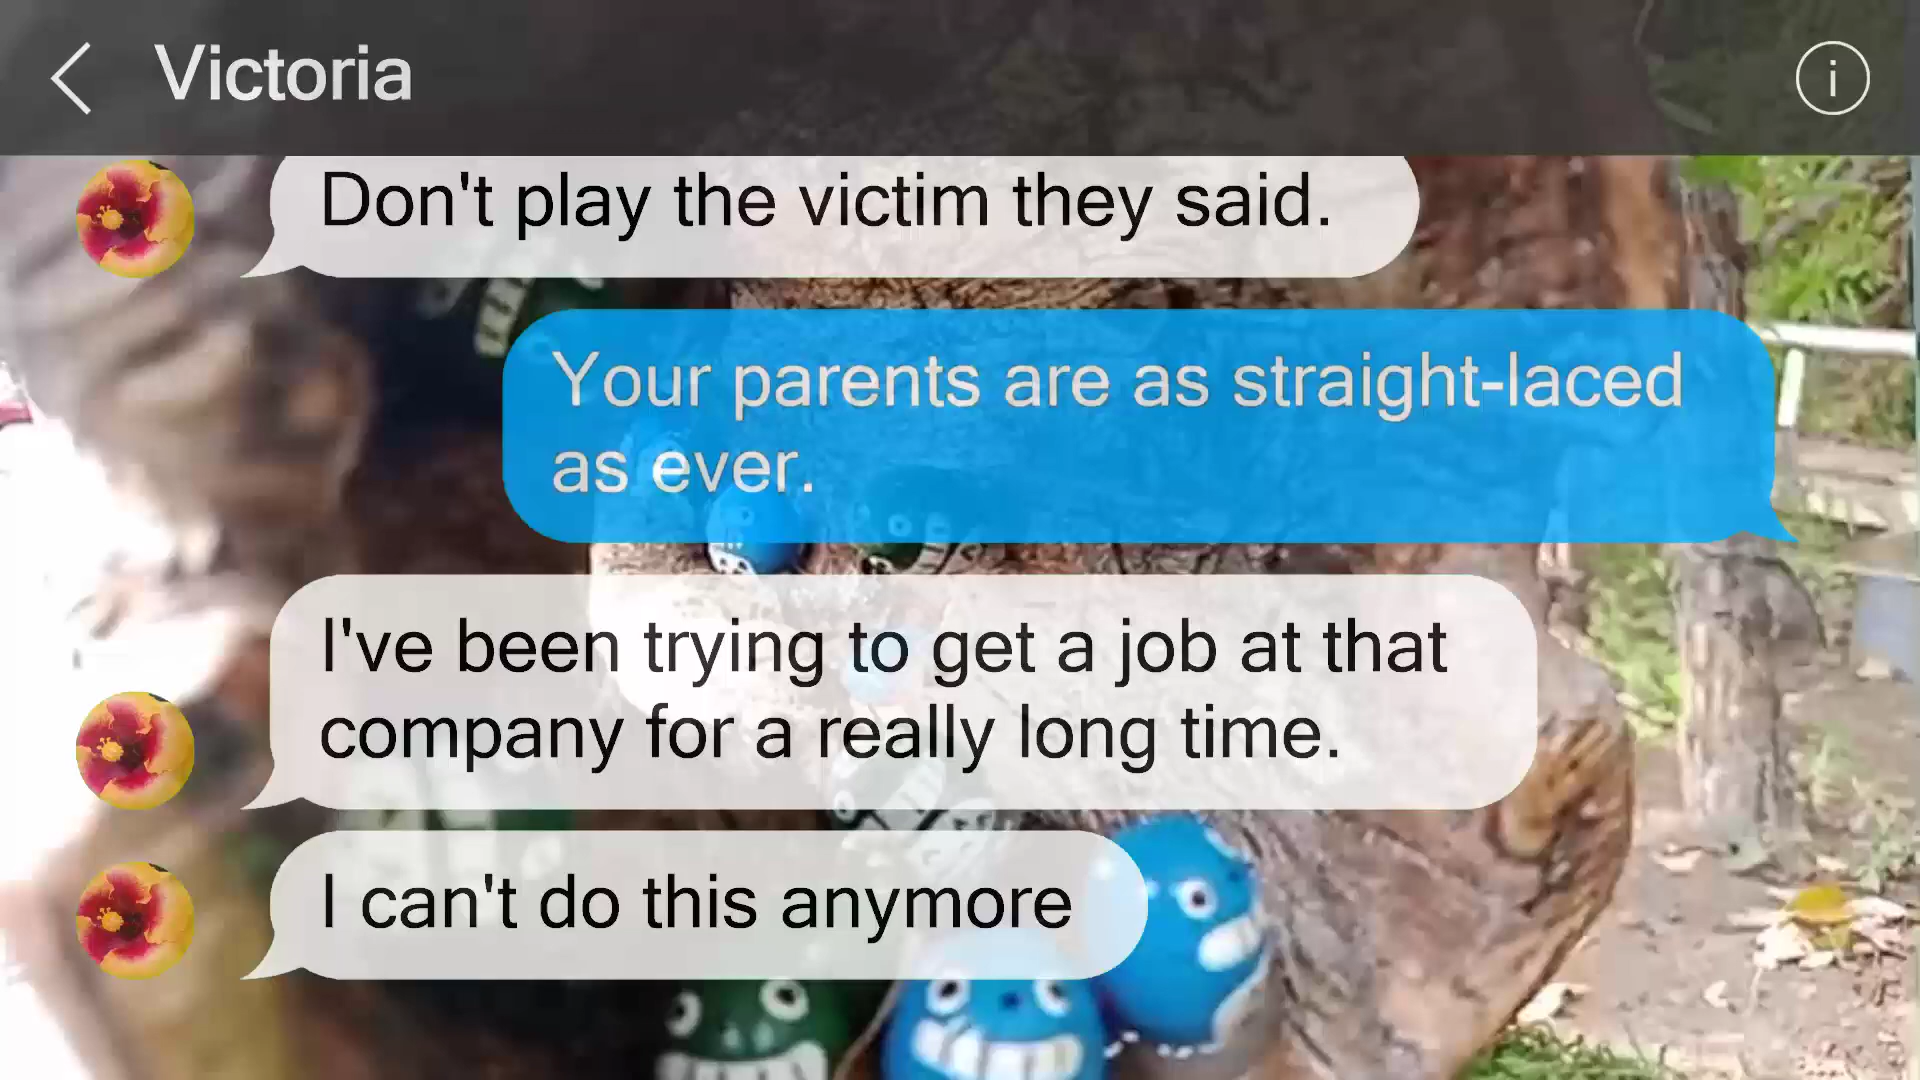 Victoria
Don't play the victim they said.
Your parents are as straight-laced
as ever.
I've been trying to get a job at that
company for a really long time.
I can't do this anymore